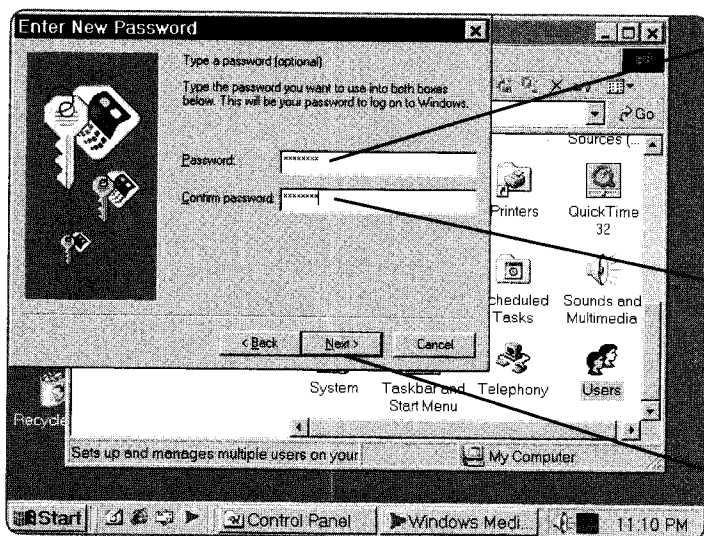 Enter New Password
Type a password (optional)
Type the password you want to use into both boxes
below. This will be your password to log on to Windows.
Password:
xxxxxxxx
Confirm password:
xxxxxxxx
< Back
Next >
Cancel
Go
Sources (...
Printers
QuickTime
32
cheduled
Tasks
Sounds and
Multimedia
System
Taskbar and
Start Menu
Telephony
Users
Recycle
Sets up and manages multiple users on your
My Computer
Start
Control Panel
Windows Medi...
11:10 PM